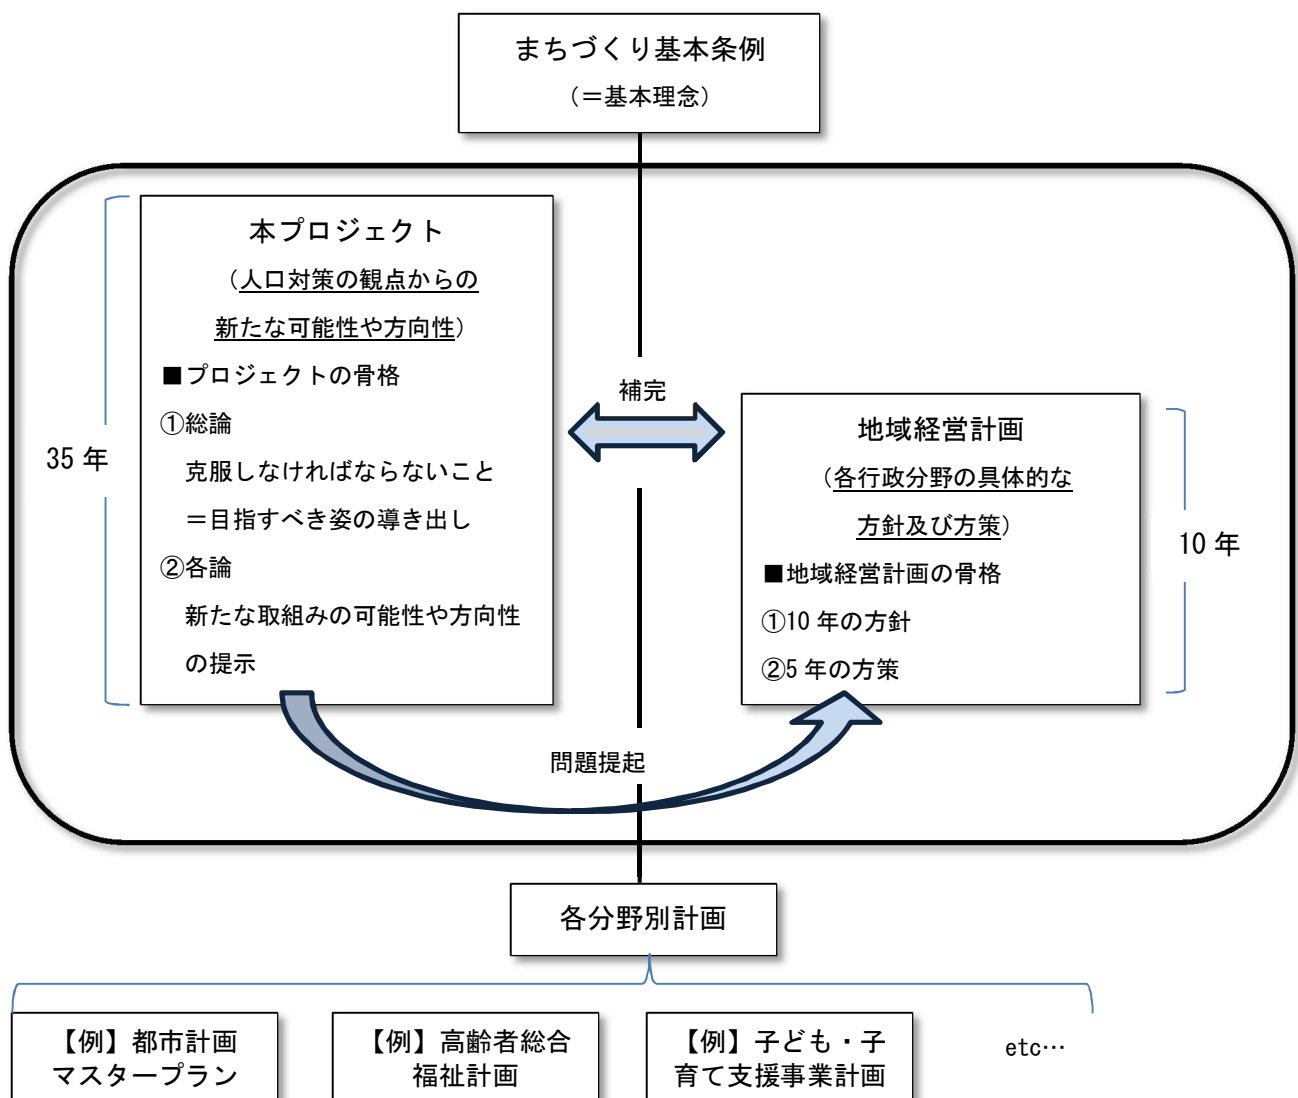 まちづくり基本条例
（＝基本理念）
本プロジェクト
（人口対策の観点からの
新たな可能性や方向性）
■プロジェクトの骨格
①総論
克服しなければならないこと
＝目指すべき姿の導き出し
②各論
新たな取組みの可能性や方向性
の提示
35 年
補完
地域経営計画
（各行政分野の具体的な
方針及び方策）
■地域経営計画の骨格
①10 年の方針
②5 年の方策
10 年
問題提起
各分野別計画
【例】都市計画
マスタープラン
【例】高齢者総合
福祉計画
【例】子ども・子
育て支援事業計画
etc…